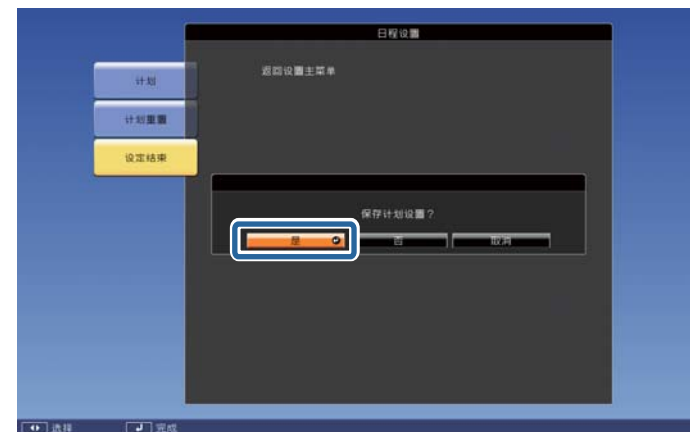 日程设置
返回设置主菜单
计划
计划重置
设定结束
保存计划设置？
是
否
取消
选择
完成